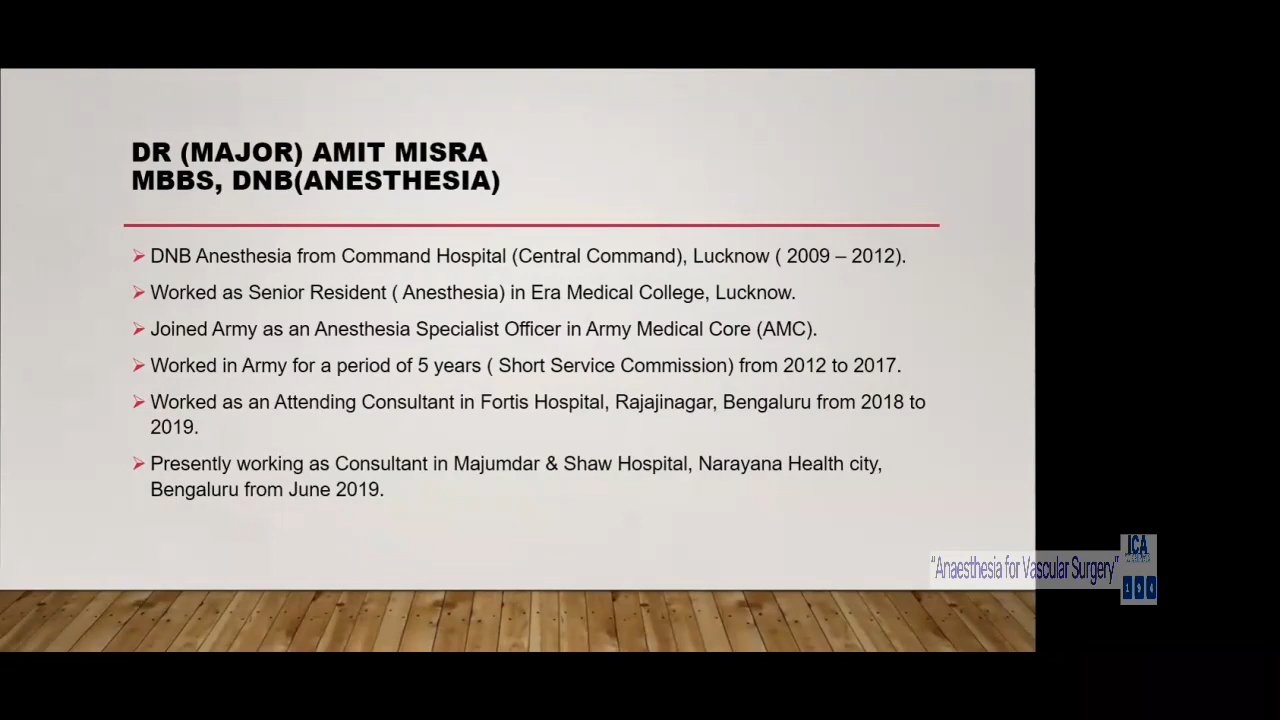 DR (MAJOR) AMIT MISRA
MBBS, DNB(ANESTHESIA)
DNB Anesthesia from Command Hospital (Central Command), Lucknow ( 2009 – 2012).
Worked as Senior Resident ( Anesthesia) in Era Medical College, Lucknow.
Joined Army as an Anesthesia Specialist Officer in Army Medical Core (AMC).
Worked in Army for a period of 5 years ( Short Service Commission) from 2012 to 2017.
Worked as an Attending Consultant in Fortis Hospital, Rajajinagar, Bengaluru from 2018 to
2019.
Presently working as Consultant in Majumdar & Shaw Hospital, Narayana Health city,
Bengaluru from June 2019.
"Anaesthesia for Vascular Surgery"
ICA